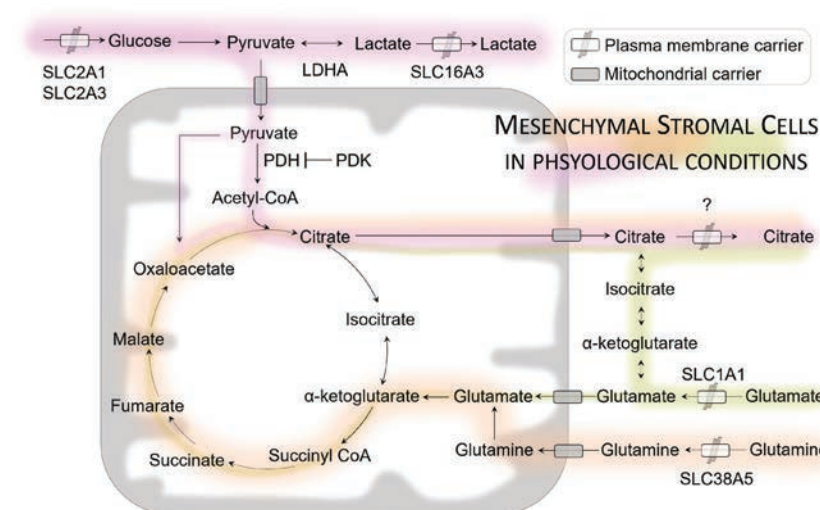 Glucose
Pyruvate
Lactate
Lactate
SLC2A1
SLC2A3
LDHA
SLC16A3
Plasma membrane carrier
Mitochondrial carrier
MESENCHYMAL STROMAL CELLS
IN PHSYOLOGICAL CONDITIONS
Pyruvate
PDH
PDK
Acetyl-CoA
?
Citrate
Citrate
Citrate
Oxaloacetate
Isocitrate
Isocitrate
Malate
α-ketoglutarate
SLC1A1
α-ketoglutarate
Glutamate
Glutamate
Glutamate
Fumarate
Succinate
Succinyl CoA
Glutamine
Glutamine
Glutamine
SLC38A5